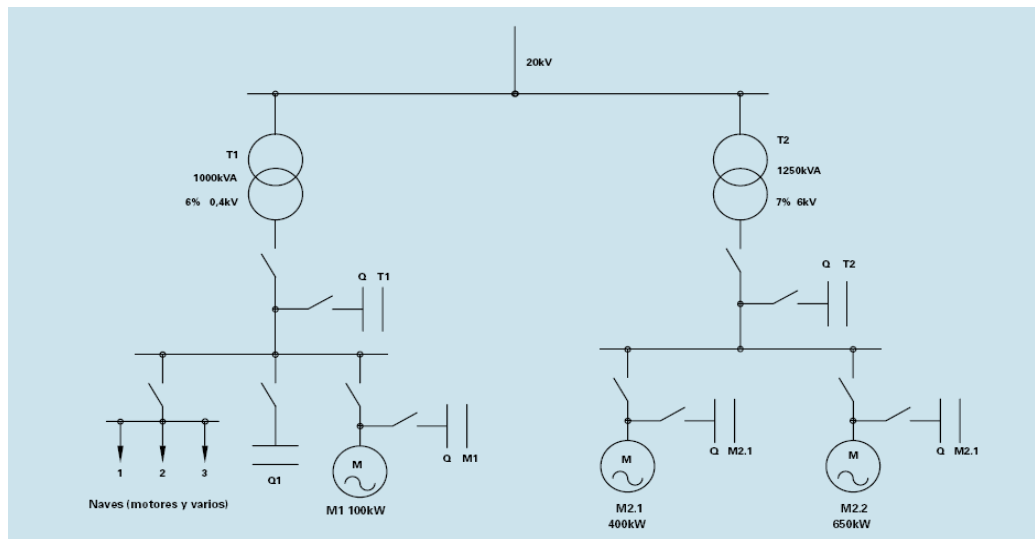 20kV
T1
1000kVA
6% 0,4kV
T2
1250kVA
7% 6kV
Q T1
Q T2
1 2 3
Naves (motores y varios)
Q1
M
M1 100kW
Q M1
M
M2.1
400kW
Q M2.1
M
M2.2
650kW
Q M2.1